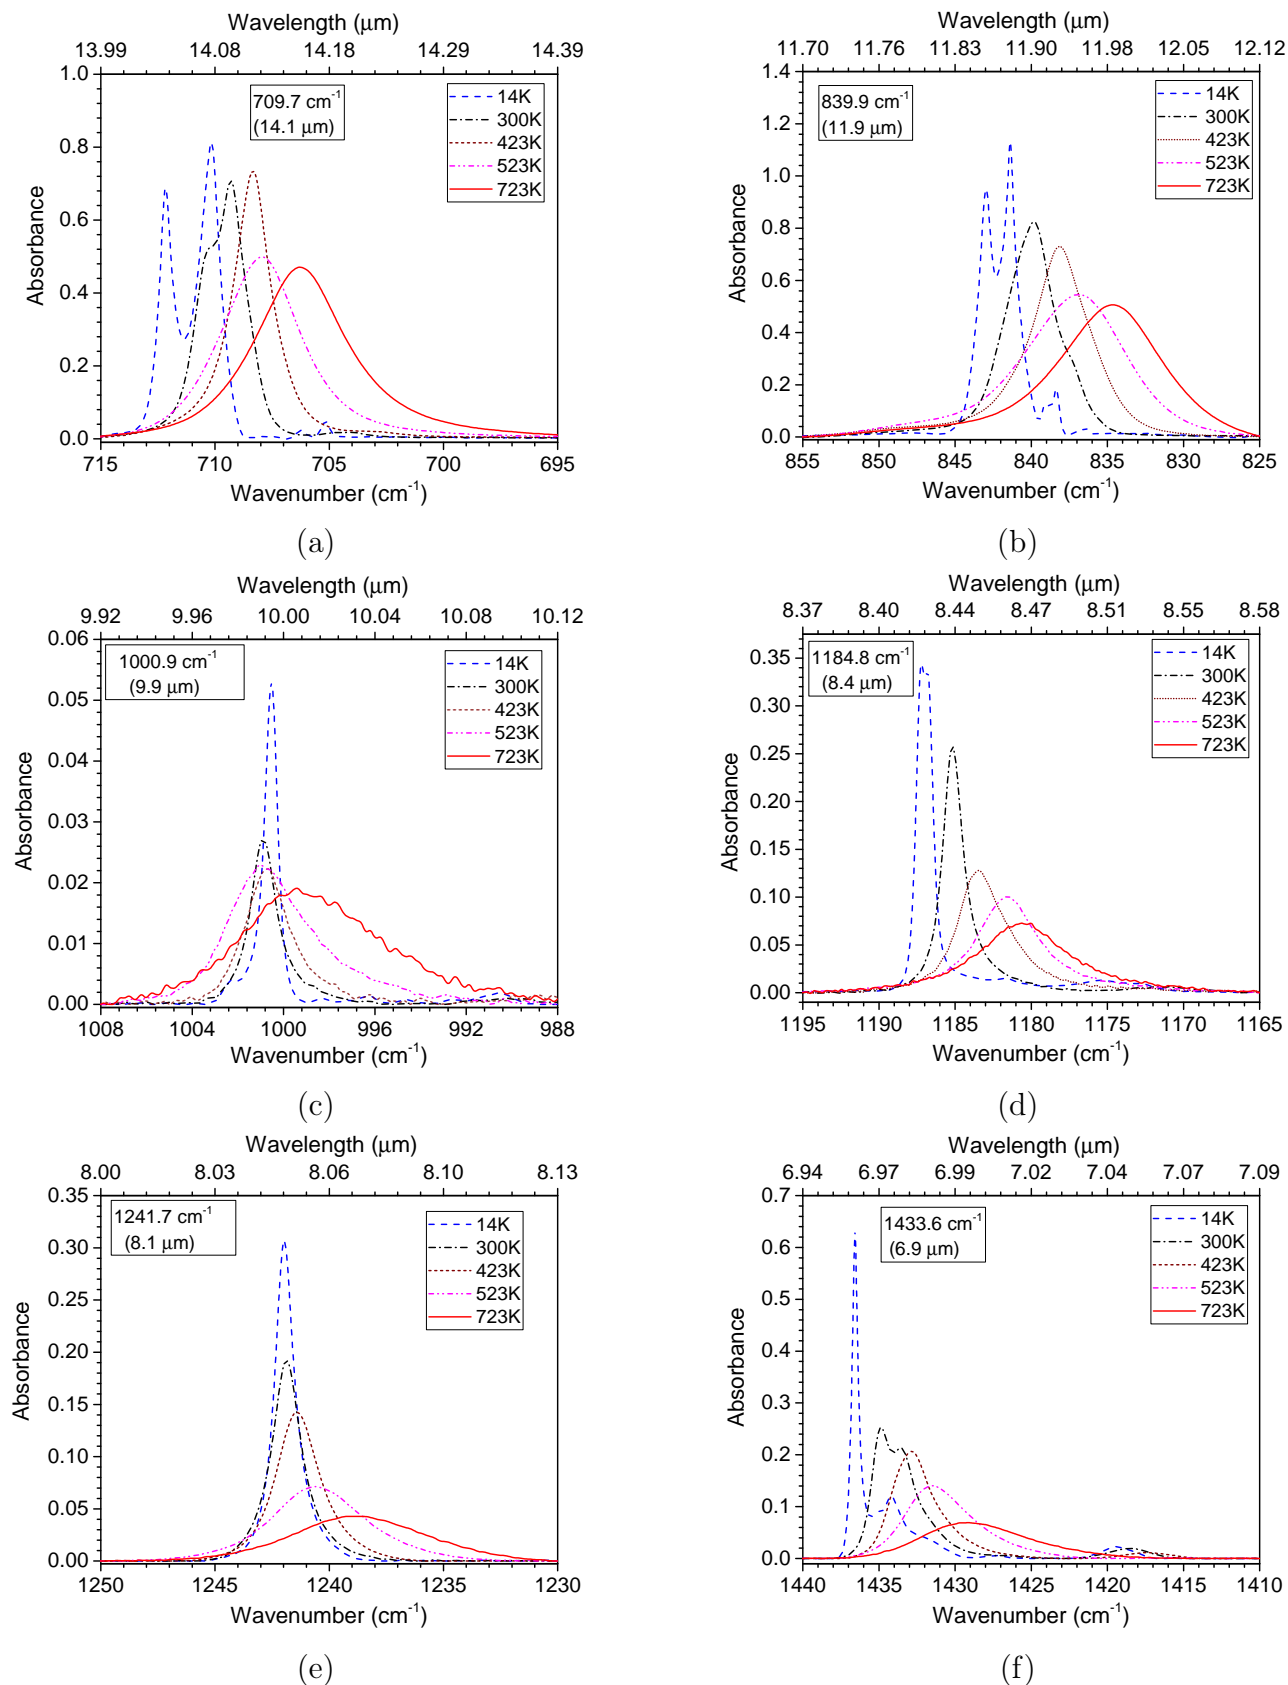 Wavelength (μm)
13.99 14.08 14.18 14.29 14.39
1.0
0.8
0.6
0.4
0.2
0.0
Absorbance
709.7 cm-1
(14.1 μm)
14K
300K
423K
523K
723K
715 710 705 700 695
Wavenumber (cm-1)
(a)
Wavelength (μm)
11.70 11.76 11.83 11.90 11.98 12.05 12.12
1.4
1.2
1.0
0.8
0.6
0.4
0.2
0.0
Absorbance
839.9 cm-1
(11.9 μm)
14K
300K
423K
523K
723K
855 850 845 840 835 830 825
Wavenumber (cm-1)
(b)
Wavelength (μm)
9.92 9.96 10.00 10.04 10.08 10.12
0.06
0.05
0.04
0.03
0.02
0.01
0.00
Absorbance
1000.9 cm-1
(9.9 μm)
14K
300K
423K
523K
723K
1008 1004 1000 996 992 988
Wavenumber (cm-1)
(c)
Wavelength (μm)
8.37 8.40 8.44 8.47 8.51 8.55 8.58
0.35
0.30
0.25
0.20
0.15
0.10
0.05
0.00
Absorbance
1184.8 cm-1
(8.4 μm)
14K
300K
423K
523K
723K
1195 1190 1185 1180 1175 1170 1165
Wavenumber (cm-1)
(d)
Wavelength (μm)
8.00 8.03 8.06 8.10 8.13
0.35
0.30
0.25
0.20
0.15
0.10
0.05
0.00
Absorbance
1241.7 cm-1
(8.1 μm)
14K
300K
423K
523K
723K
1250 1245 1240 1235 1230
Wavenumber (cm-1)
(e)
Wavelength (μm)
6.94 6.97 6.99 7.02 7.04 7.07 7.09
0.7
0.6
0.5
0.4
0.3
0.2
0.1
0.0
Absorbance
1433.6 cm-1
(6.9 μm)
14K
300K
423K
523K
723K
1440 1435 1430 1425 1420 1415 1410
Wavenumber (cm-1)
(f)